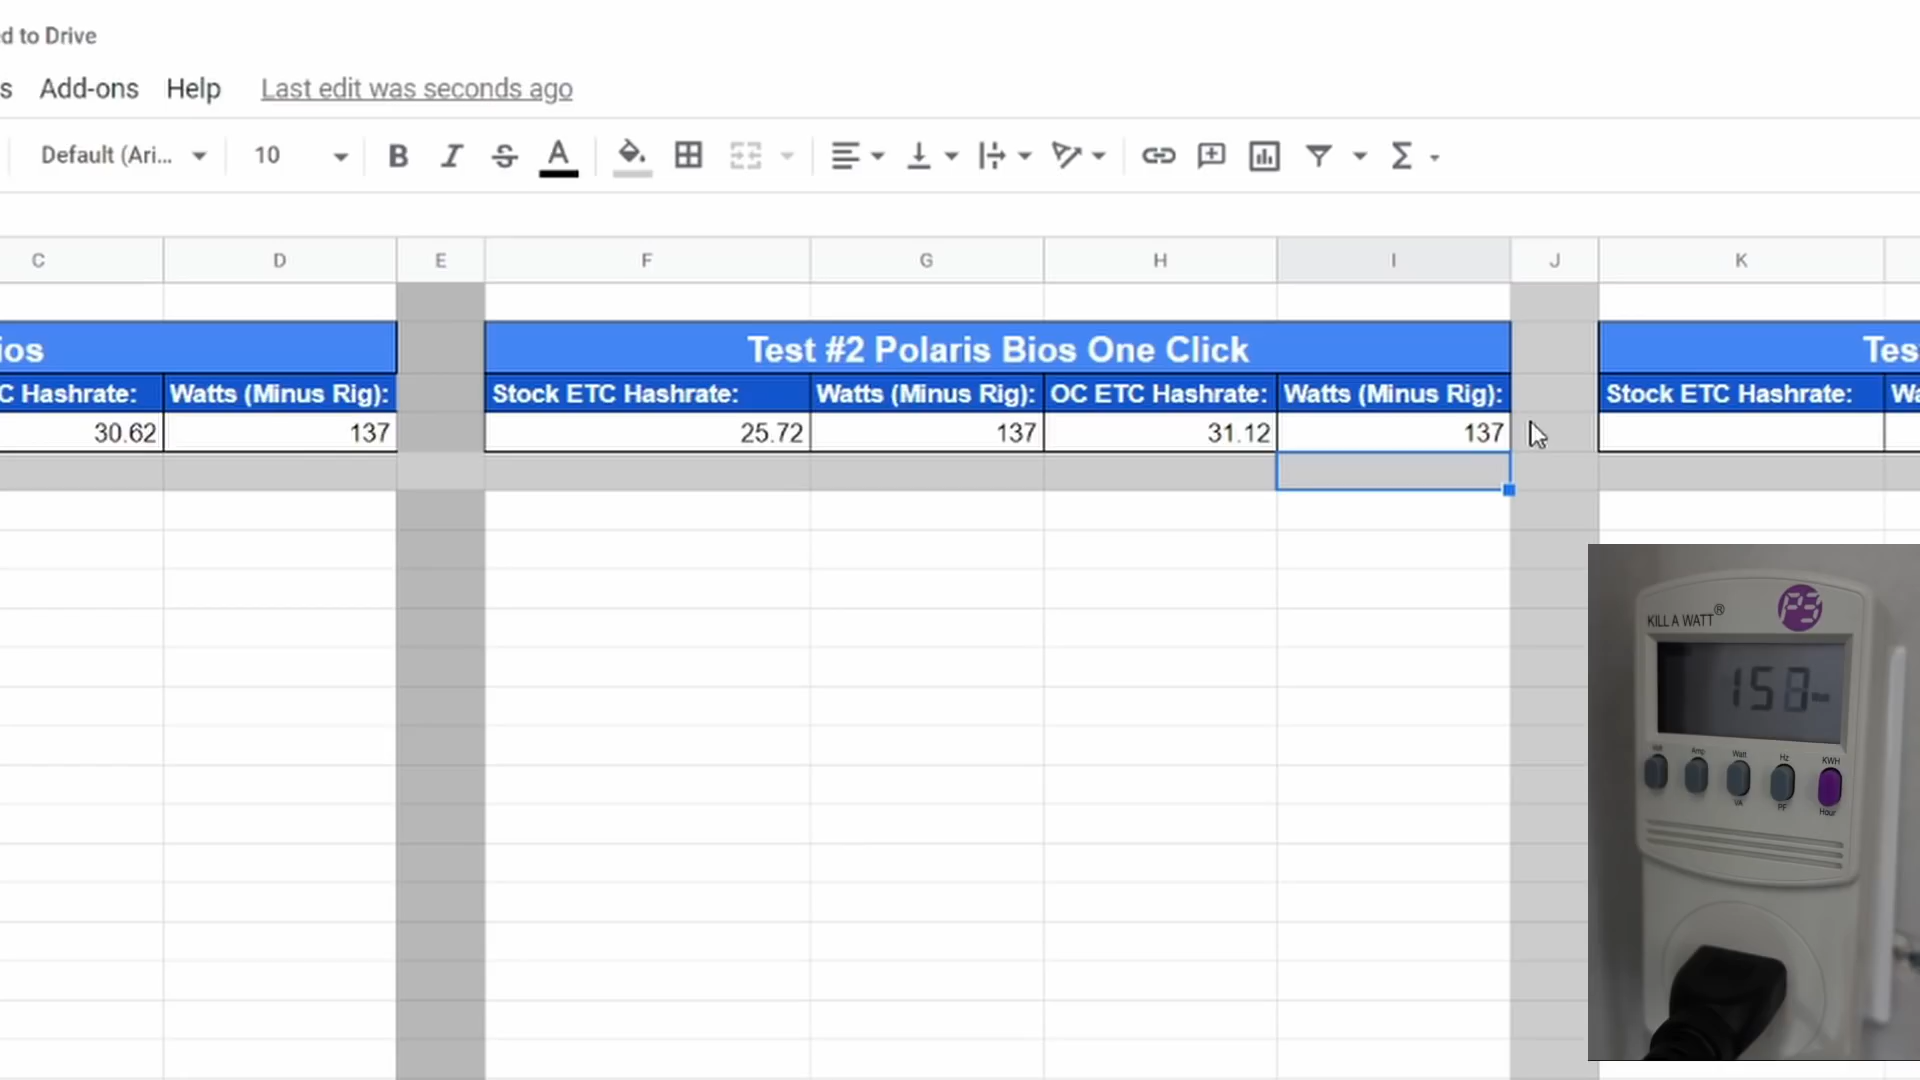 d to Drive
s Add-ons Help Last edit was seconds ago
Default (Ari... 10 B I S A
C D E F G H I J K
ios Test #2 Polaris Bios One Click Tes
C Hashrate: Watts (Minus Rig): Stock ETC Hashrate: Watts (Minus Rig): OC ETC Hashrate: Watts (Minus Rig): Stock ETC Hashrate: Wa
30.62 137 25.72 137 31.12 137
KILL A WATT® P3
158
Volt Amp Watt Hz KWH
VA PF Hour